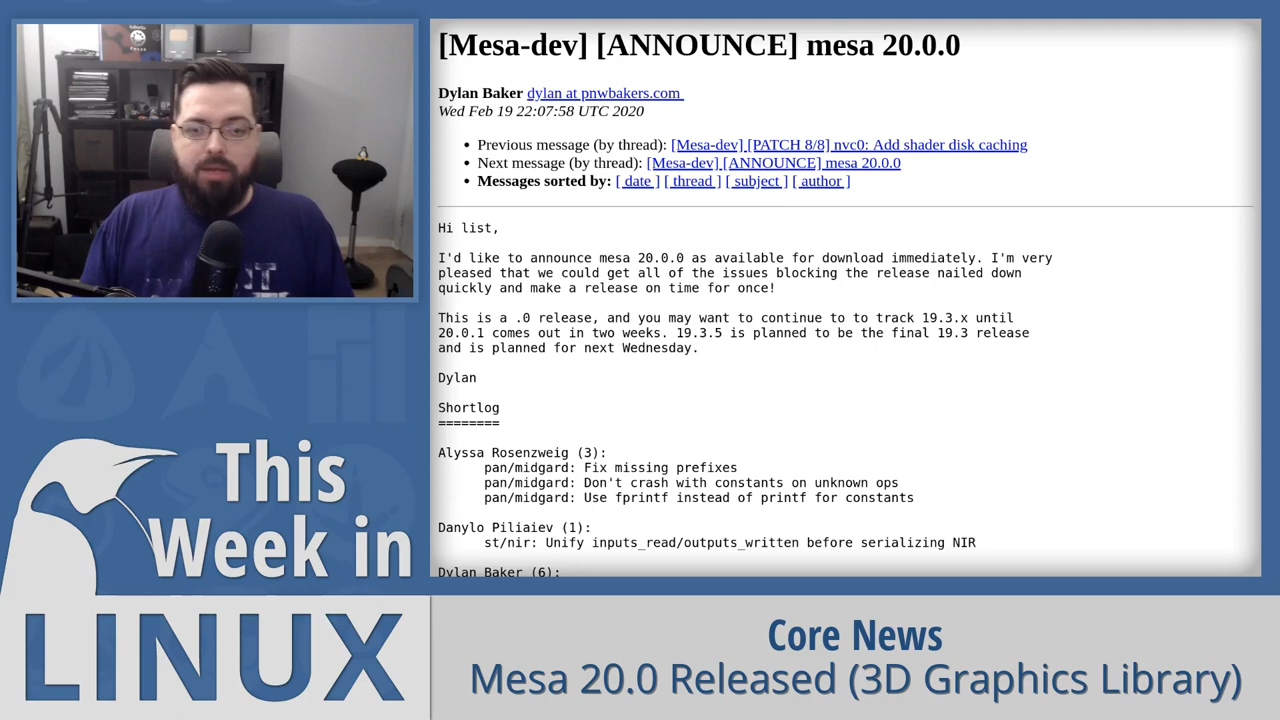 [Mesa-dev] [ANNOUNCE] mesa 20.0.0
Dylan Baker dylan at pnwbakers.com
Wed Feb 19 22:07:58 UTC 2020
• Previous message (by thread): [Mesa-dev] [PATCH 8/8] nvc0: Add shader disk caching
• Next message (by thread): [Mesa-dev] [ANNOUNCE] mesa 20.0.0
• Messages sorted by: [ date ] [ thread ] [ subject ] [ author ]
Hi list,
I'd like to announce mesa 20.0.0 as available for download immediately. I'm very
pleased that we could get all of the issues blocking the release nailed down
quickly and make a release on time for once!
This is a .0 release, and you may want to continue to to track 19.3.x until
20.0.1 comes out in two weeks. 19.3.5 is planned to be the final 19.3 release
and is planned for next Wednesday.
Dylan
Shortlog
========
Alyssa Rosenzweig (3):
pan/midgard: Fix missing prefixes
pan/midgard: Don't crash with constants on unknown ops
pan/midgard: Use fprintf instead of printf for constants
Danylo Piliaiev (1):
st/nir: Unify inputs_read/outputs_written before serializing NIR
Dylan Baker (6):
This
Week in
LINUX
Core News
Mesa 20.0 Released (3D Graphics Library)